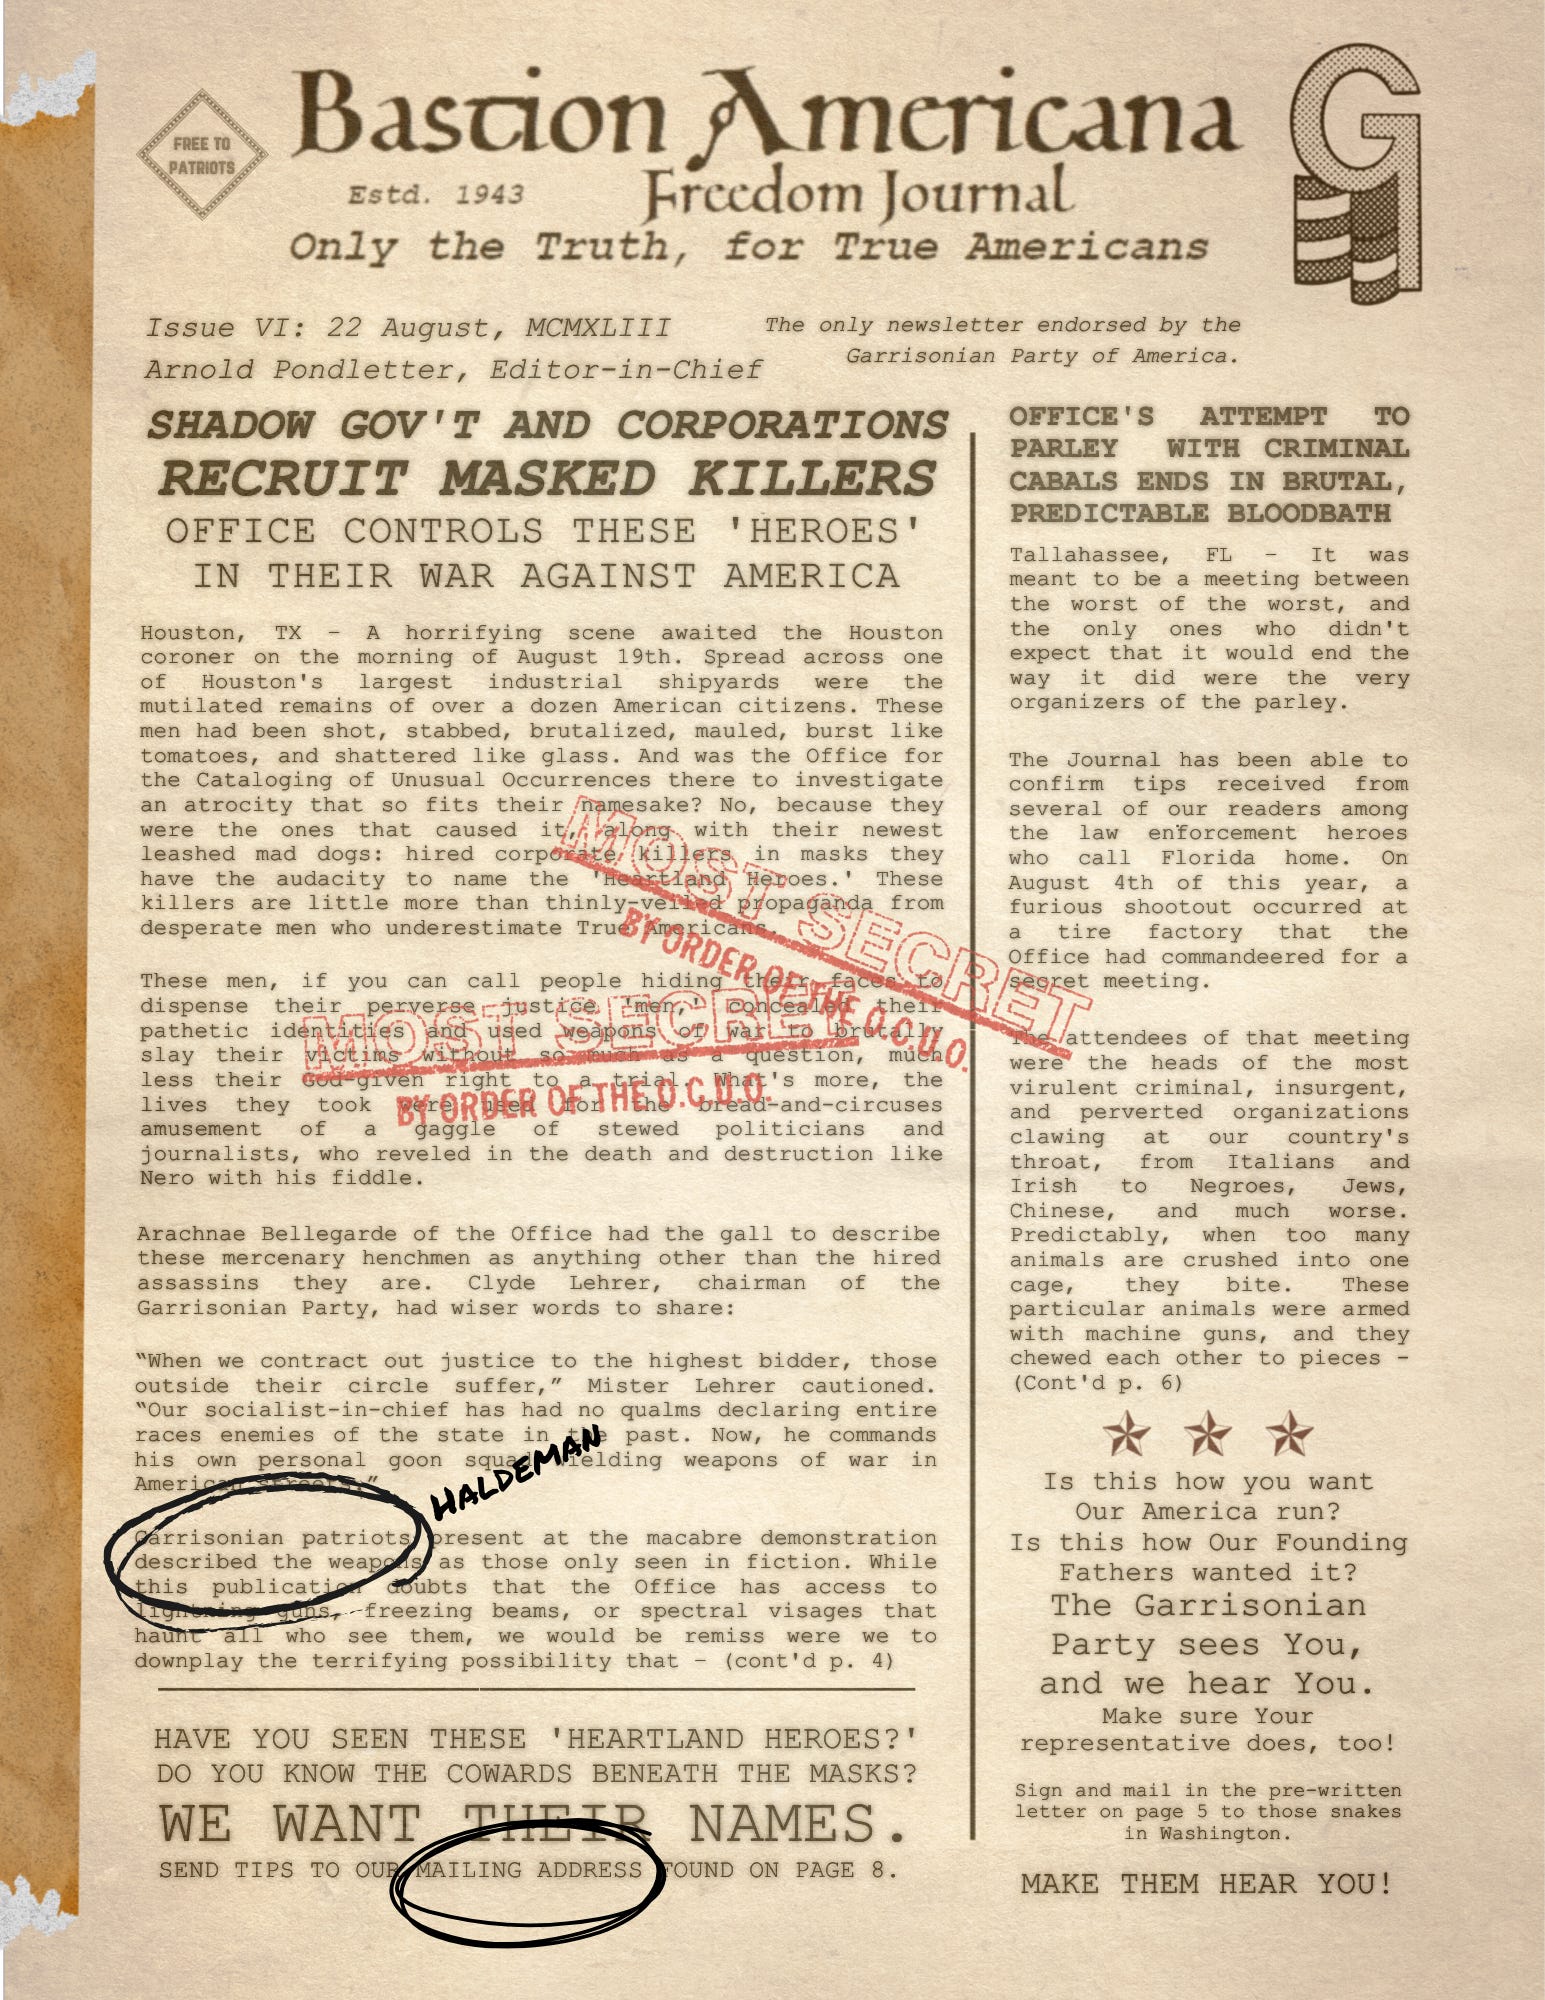 FREE TO
PATRIOTS
Bastion Americana
Estd. 1943
Freedom Journal
Only the Truth, for True Americans
G
Issue VI: 22 August, MCMXLIII
Arnold Pondletter, Editor-in-Chief
The only newsletter endorsed by the
Garrisonian Party of America.
SHADOW GOV'T AND CORPORATIONS
RECRUIT MASKED KILLERS
OFFICE CONTROLS THESE 'HEROES'
IN THEIR WAR AGAINST AMERICA
Houston, TX – A horrifying scene awaited the Houston
coroner on the morning of August 19th. Spread across one
of Houston's largest industrial shipyards were the
mutilated remains of over a dozen American citizens. These
men had been shot, stabbed, brutalized, mauled, burst like
tomatoes, and shattered like glass. And was the Office for
the Cataloging of Unusual Occurrences there to investigate
an atrocity that so fits their namesake? No, because they
were the ones that caused it, along with their newest
leashed mad dogs: hired corporate killers in masks they
have the audacity to name the 'Heartland Heroes.' These
killers are little more than thinly-veiled propaganda from
desperate men who underestimate True Americans.
These men, if you can call people hiding their faces to
dispense their perverse justice 'men,' concealed their
pathetic identities and used weapons of war to brutally
slay their victims without so much as a question, much
less their God-given right to a trial. What's more, the
lives they took were used for the bread-and-circuses
amusement of a gaggle of stewed politicians and
journalists, who reveled in the death and destruction like
Nero with his fiddle.
Arachnae Bellegarde of the Office had the gall to describe
these mercenary henchmen as anything other than the hired
assassins they are. Clyde Lehrer, chairman of the
Garrisonian Party, had wiser words to share:
“When we contract out justice to the highest bidder, those
outside their circle suffer,” Mister Lehrer cautioned.
“Our socialist-in-chief has had no qualms declaring entire
races enemies of the state in the past. Now, he commands
his own personal goon squad wielding weapons of war in
American streets.”
HALDEMAN
Garrisonian patriots present at the macabre demonstration
described the weapons as those only seen in fiction. While
this publication doubts that the Office has access to
lightning guns, freezing beams, or spectral visages that
haunt all who see them, we would be remiss were we to
downplay the terrifying possibility that – (cont'd p. 4)
HAVE YOU SEEN THESE 'HEARTLAND HEROES?'
DO YOU KNOW THE COWARDS BENEATH THE MASKS?
WE WANT THEIR NAMES.
SEND TIPS TO OUR MAILING ADDRESS FOUND ON PAGE 8.
MOST SECRET
BY ORDER OF THE O.C.U.O.
MOST SECRET
BY ORDER OF THE O.C.U.O.
OFFICE'S ATTEMPT TO
PARLEY WITH CRIMINAL
CABALS ENDS IN BRUTAL,
PREDICTABLE BLOODBATH
Tallahassee, FL – It was
meant to be a meeting between
the worst of the worst, and
the only ones who didn't
expect that it would end the
way it did were the very
organizers of the parley.
The Journal has been able to
confirm tips received from
several of our readers among
the law enforcement heroes
who call Florida home. On
August 4th of this year, a
furious shootout occurred at
a tire factory that the
Office had commandeered for a
secret meeting.
The attendees of that meeting
were the heads of the most
virulent criminal, insurgent,
and perverted organizations
clawing at our country's
throat, from Italians and
Irish to Negroes, Jews,
Chinese, and much worse.
Predictably, when too many
animals are crushed into one
cage, they bite. These
particular animals were armed
with machine guns, and they
chewed each other to pieces –
(Cont'd p. 6)
Is this how you want
Our America run?
Is this how Our Founding
Fathers wanted it?
The Garrisonian
Party sees You,
and we hear You.
Make sure Your
representative does, too!
Sign and mail in the pre-written
letter on page 5 to those snakes
in Washington.
MAKE THEM HEAR YOU!